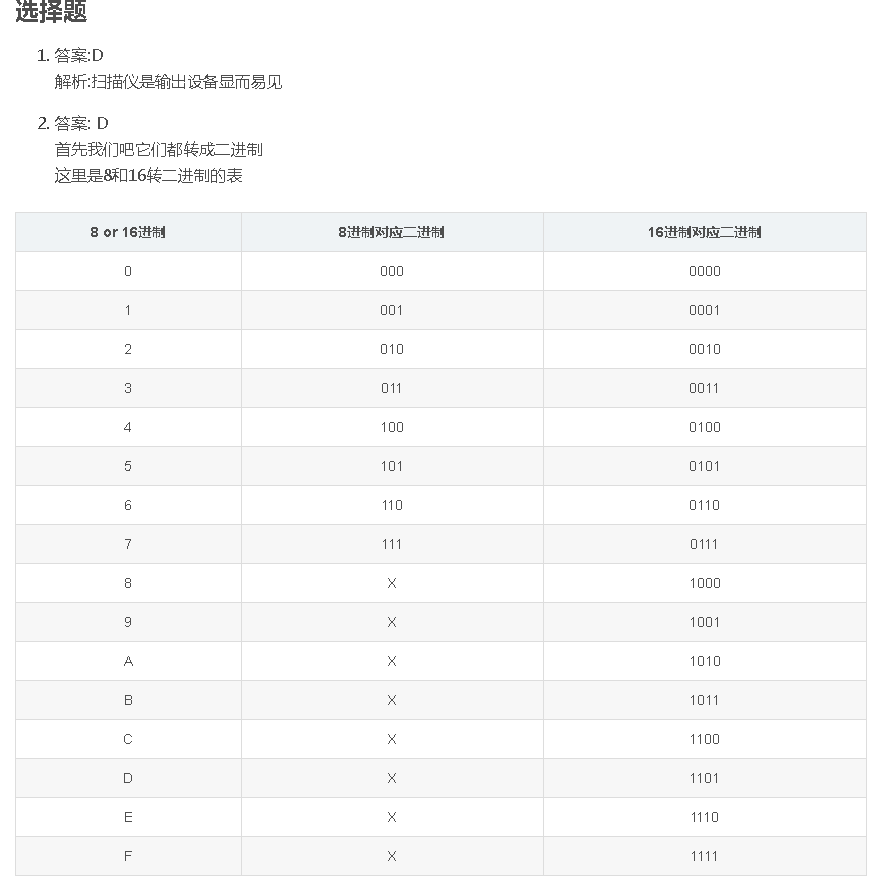 选择题
1. 答案:D
解析:扫描仪是输出设备显而易见
2. 答案: D
首先我们吧它们都转成二进制
这里是8和16转二进制的表
8 or 16进制 8进制对应二进制 16进制对应二进制
0 000 0000
1 001 0001
2 010 0010
3 011 0011
4 100 0100
5 101 0101
6 110 0110
7 111 0111
8 X 1000
9 X 1001
A X 1010
B X 1011
C X 1100
D X 1101
E X 1110
F X 1111